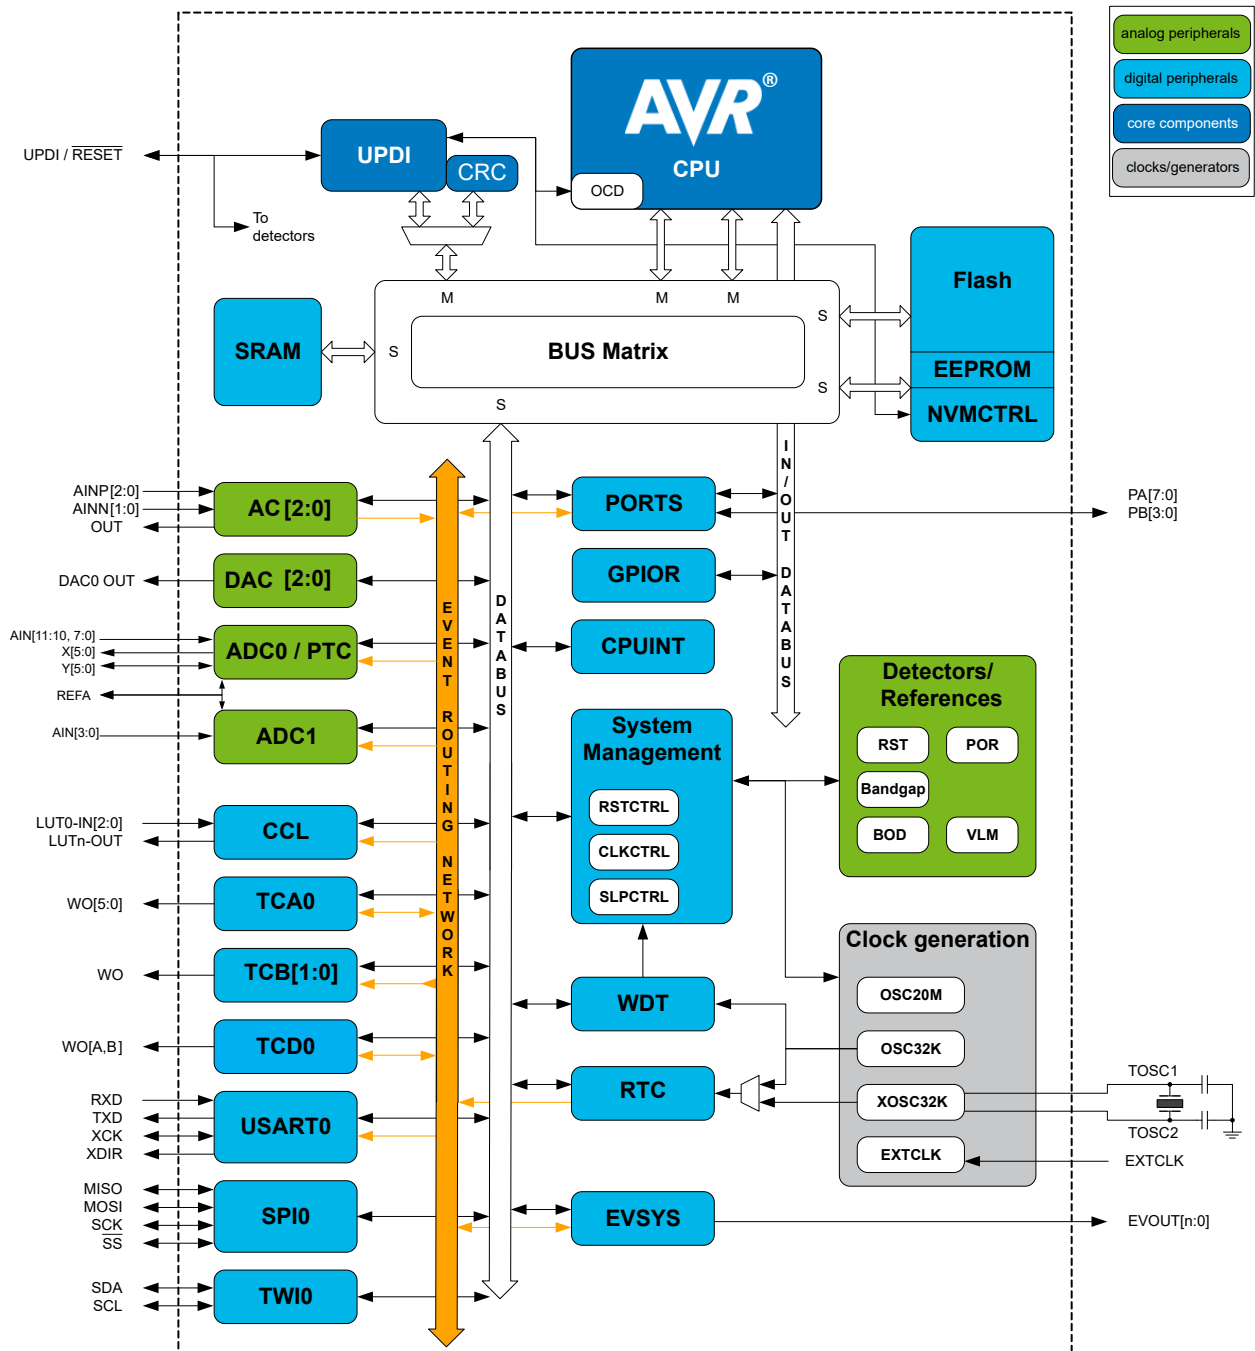 analog peripherals
digital peripherals
core components
clocks/generators
AVR®
CPU
OCD
UPDI
CRC
UPDI / RESET
To
detectors
M
M
M
Flash
EEPROM
NVMCTRL
SRAM
S
BUS Matrix
S
S
S
IN/OUT DATABUS
DATABUS
EVENT ROUTING NETWORK
AINP[2:0]
AINN[1:0]
OUT
AC [2:0]
PORTS
PA[7:0]
PB[3:0]
DAC0 OUT
DAC [2:0]
GPIOR
AIN[11:10, 7:0]
X[5:0]
Y[5:0]
ADC0 / PTC
CPUINT
REFA
AIN[3:0]
ADC1
System
Management
RSTCTRL
CLKCTRL
SLPCTRL
Detectors/
References
RST
POR
Bandgap
BOD
VLM
LUT0-IN[2:0]
LUTn-OUT
CCL
WO[5:0]
TCA0
Clock generation
OSC20M
OSC32K
XOSC32K
EXTCLK
WO
TCB[1:0]
WDT
WO[A,B]
TCD0
RTC
TOSC1
TOSC2
EXTCLK
RXD
TXD
XCK
XDIR
USART0
MISO
MOSI
SCK
SS
SPI0
EVSYS
EVOUT[n:0]
SDA
SCL
TWI0